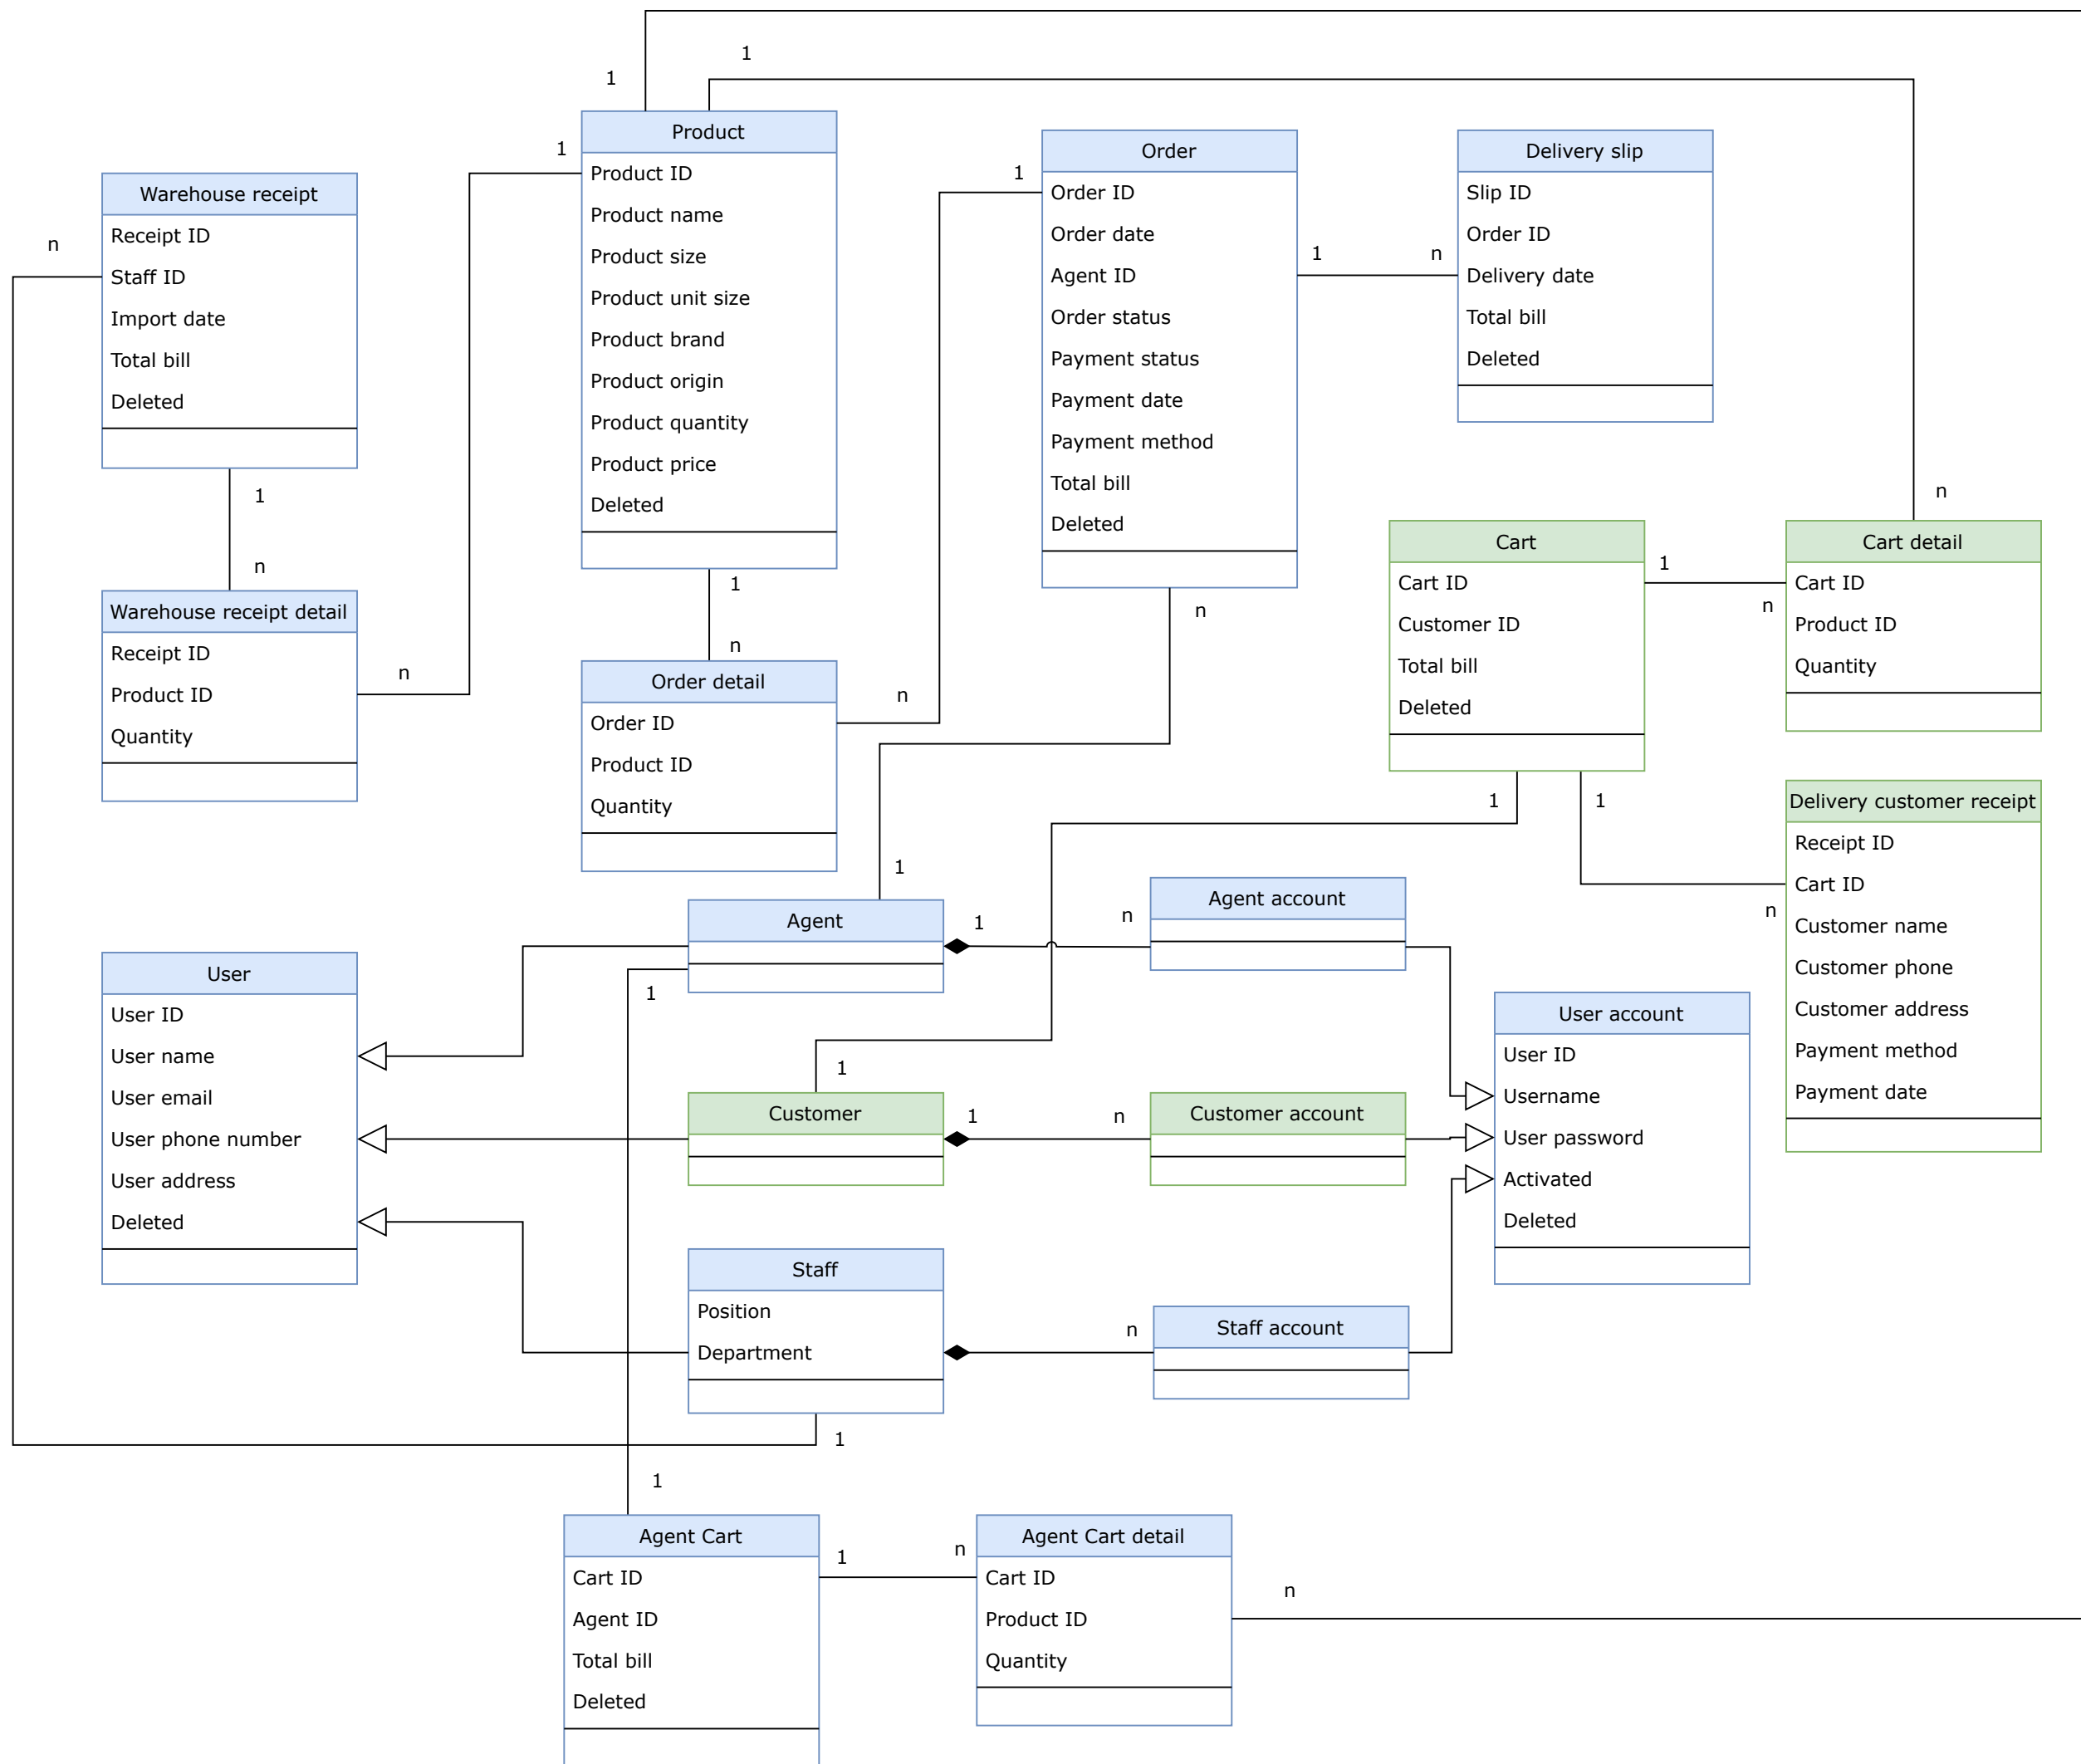 1
1
Product
Product ID
Product name
Product size
Product unit size
Product brand
Product origin
Product quantity
Product price
Deleted
1
Order
Order ID
Order date
Agent ID
Order status
Payment status
Payment date
Payment method
Total bill
Deleted
1
Delivery slip
Slip ID
Order ID
Delivery date
Total bill
Deleted
1
n
Warehouse receipt
Receipt ID
Staff ID
Import date
Total bill
Deleted
n
1
n
Warehouse receipt detail
Receipt ID
Product ID
Quantity
n
1
n
Order detail
Order ID
Product ID
Quantity
n
n
Cart
Cart ID
Customer ID
Total bill
Deleted
1
n
n
Cart detail
Cart ID
Product ID
Quantity
1
1
Delivery customer receipt
Receipt ID
Cart ID
Customer name
Customer phone
Customer address
Payment method
Payment date
n
1
Agent
1
n
Agent account
1
User
User ID
User name
User email
User phone number
User address
Deleted
1
Customer
1
n
Customer account
User account
User ID
Username
User password
Activated
Deleted
Staff
Position
Department
n
Staff account
1
1
Agent Cart
Cart ID
Agent ID
Total bill
Deleted
1
n
Agent Cart detail
Cart ID
Product ID
Quantity
n